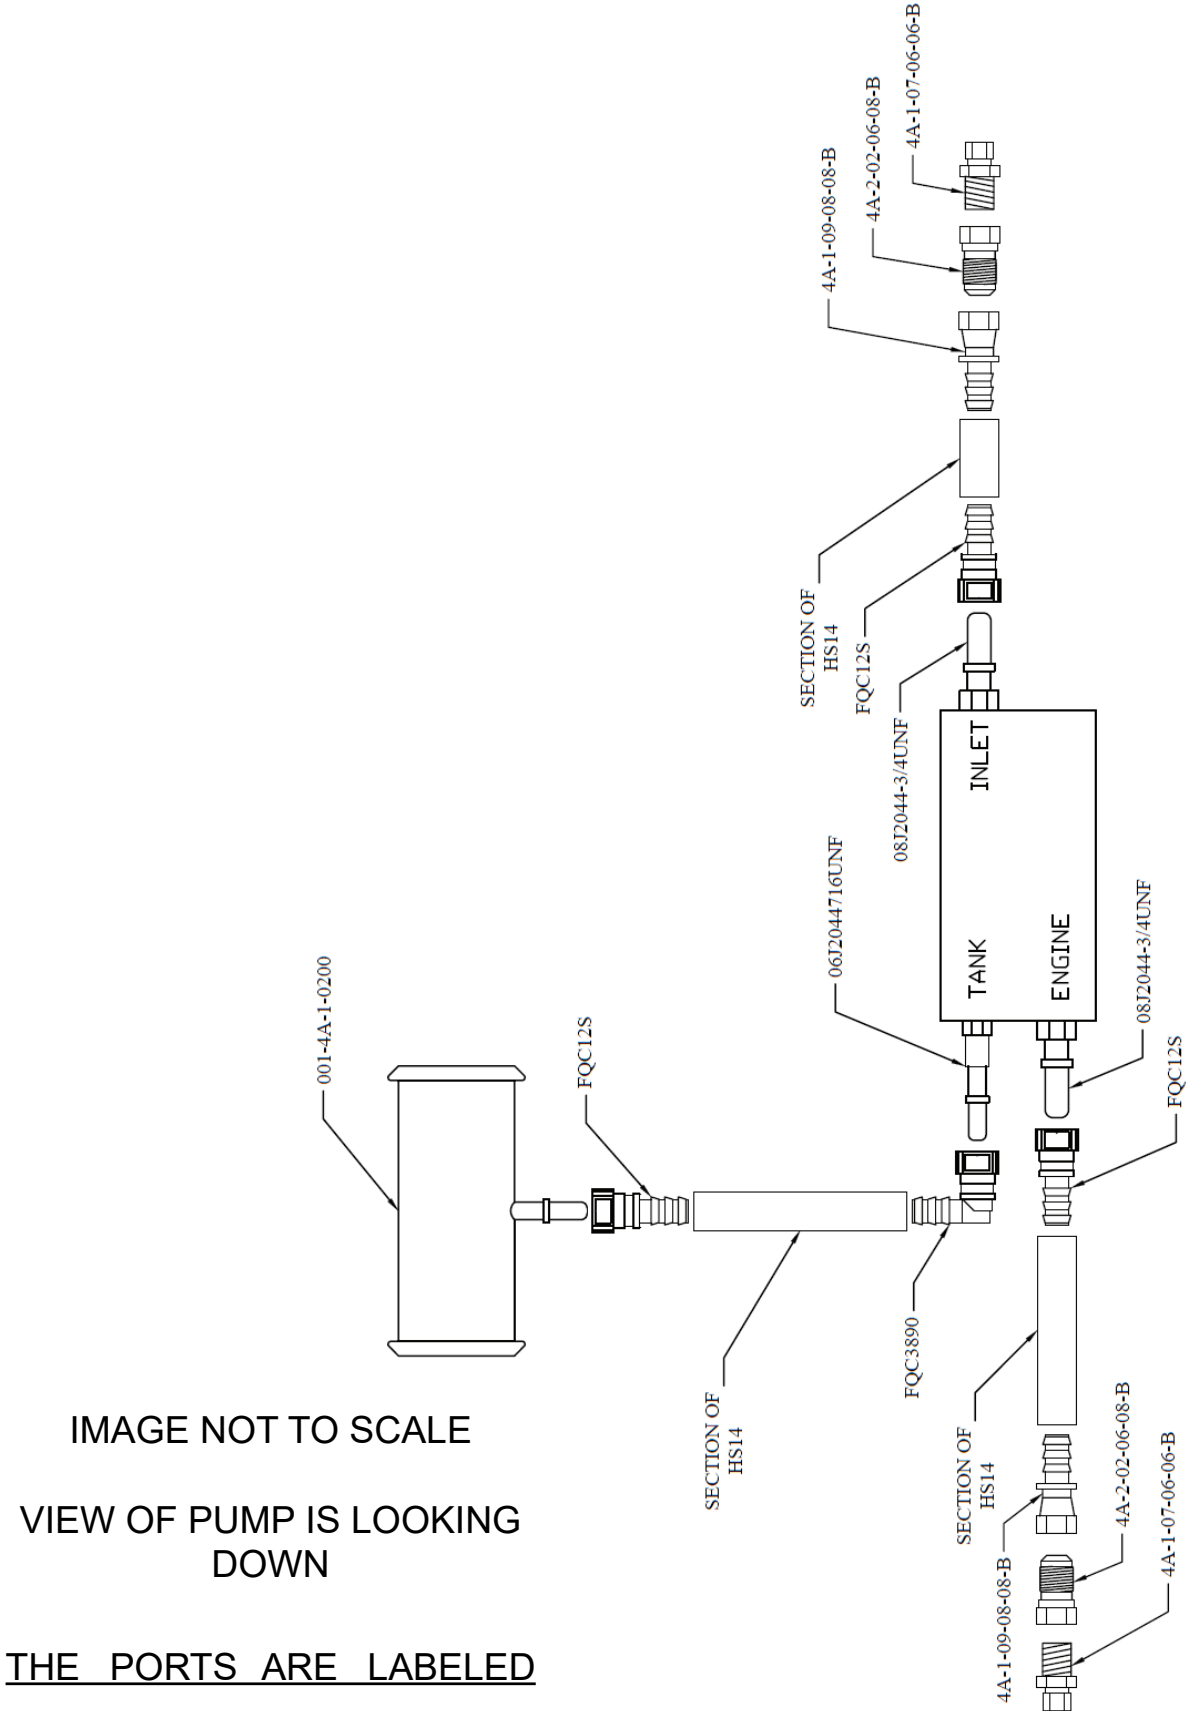 4A-1-07-06-06-B
4A-2-02-06-08-B
4A-1-09-08-08-B
SECTION OF
HS14
FQC12S
08J2044-3/4UNF
INLET
06J2044716UNF
TANK
ENGINE
08J2044-3/4UNF
001-4A-1-0200
FQC12S
FQC12S
FQC3890
SECTION OF
HS14
SECTION OF
HS14
4A-1-09-08-08-B
4A-2-02-06-08-B
4A-1-07-06-06-B
IMAGE NOT TO SCALE
VIEW OF PUMP IS LOOKING
DOWN
THE PORTS ARE LABELED